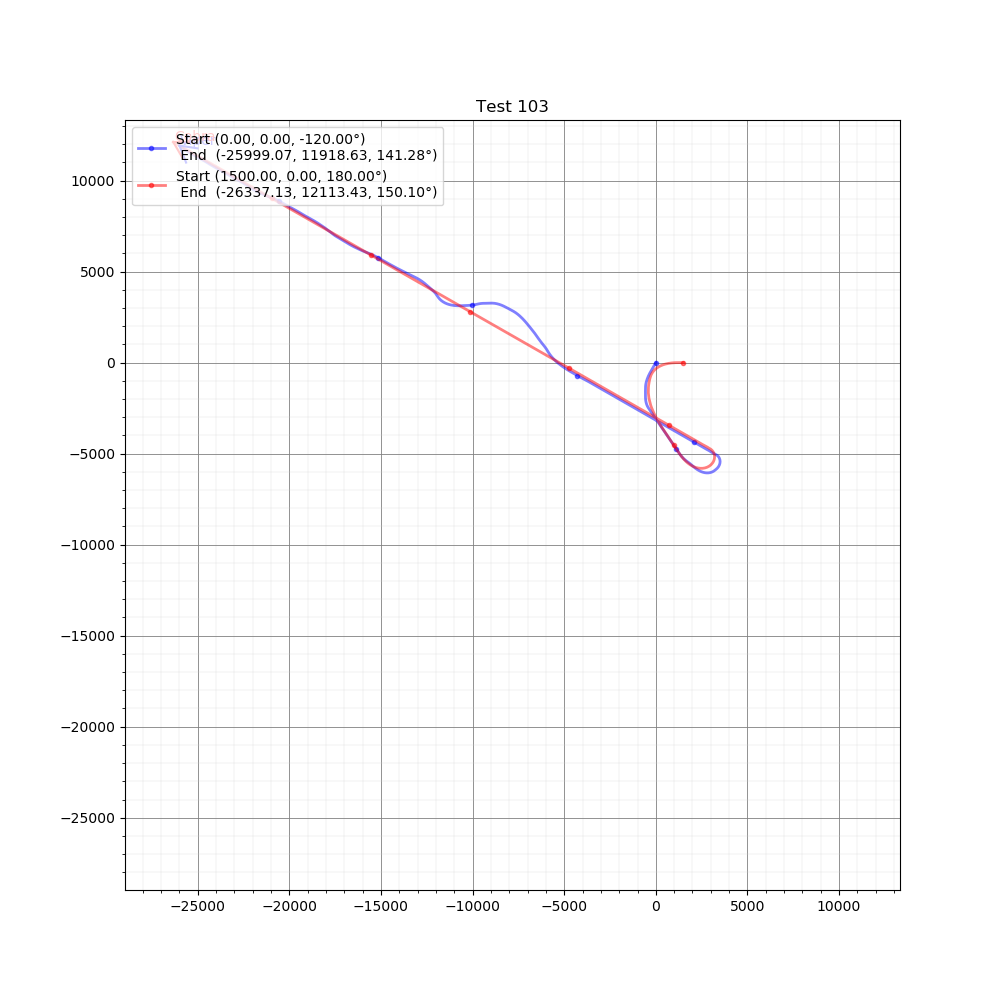 Test 103
Start (0.00, 0.00, -120.00°)
End (-25999.07, 11918.63, 141.28°)
Start (1500.00, 0.00, 180.00°)
End (-26337.13, 12113.43, 150.10°)
10000
5000
0
−5000
−10000
−15000
−20000
−25000
−25000 −20000 −15000 −10000 −5000 0 5000 10000